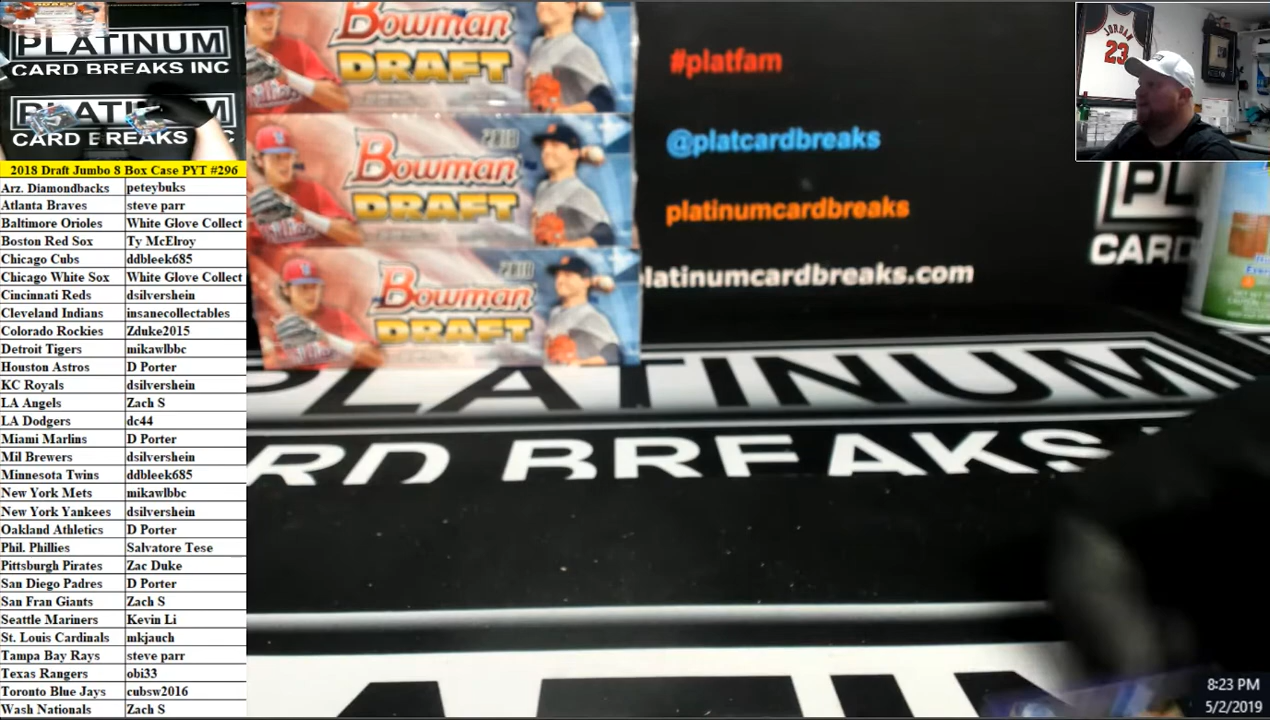 PLATINUM
CARD BREAKS INC
PLATINUM
CARD BREAKS
2018 Draft Jumbo 8 Box Case PYT #296
Arz. Diamondbacks peteybuks
Atlanta Braves steve parr
Baltimore Orioles White Glove Collect
Boston Red Sox Ty McElroy
Chicago Cubs ddbleek685
Chicago White Sox White Glove Collect
Cincinnati Reds dsilvershein
Cleveland Indians insanecollectables
Colorado Rockies Zduke2015
Detroit Tigers mikawlbbc
Houston Astros D Porter
KC Royals dsilvershein
LA Angels Zach S
LA Dodgers dc44
Miami Marlins D Porter
Mil Brewers dsilvershein
Minnesota Twins ddbleek685
New York Mets mikawlbbc
New York Yankees dsilvershein
Oakland Athletics D Porter
Phil. Phillies Salvatore Tese
Pittsburgh Pirates Zac Duke
San Diego Padres D Porter
San Fran Giants Zach S
Seattle Mariners Kevin Li
St. Louis Cardinals mkjauch
Tampa Bay Rays steve parr
Texas Rangers obi33
Toronto Blue Jays cubsw2016
Wash Nationals Zach S
Bowman
DRAFT
2018
Bowman
DRAFT
2018
Bowman
DRAFT
#platfam
@platcardbreaks
platinumcardbreaks
latinumcardbreaks.com
JORDAN
23
PL
CARD
PLATINUM
ARD BREAKS
8:23 PM
5/2/2019